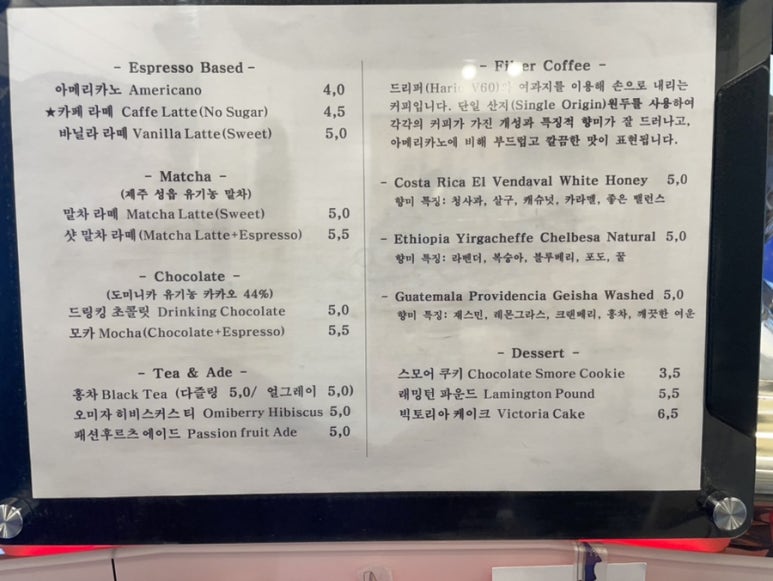 - Espresso Based -
아메리카노 Americano 4,0
★카페 라떼 Caffe Latte(No Sugar) 4,5
바닐라 라떼 Vanilla Latte(Sweet) 5,0
- Matcha -
(제주 성읍 유기농 말차)
말차 라떼 Matcha Latte(Sweet) 5,0
샷 말차 라떼(Matcha Latte+Espresso) 5,5
- Chocolate -
(도미니카 유기농 카카오 44%)
드링킹 초콜릿 Drinking Chocolate 5,0
모카 Mocha(Chocolate+Espresso) 5,5
- Tea & Ade -
홍차 Black Tea (다즐링 5,0/ 얼그레이 5,0)
오미자 히비스커스 티 Omiberry Hibiscus 5,0
패션후르츠 에이드 Passion fruit Ade 5,0
- Filter Coffee -
드리퍼(Hario V60)와 여과지를 이용해 손으로 내리는
커피입니다. 단일 산지(Single Origin)원두를 사용하여
각각의 커피가 가진 개성과 특징적 향미가 잘 드러나고,
아메리카노에 비해 부드럽고 깔끔한 맛이 표현됩니다.
- Costa Rica El Vendaval White Honey 5,0
향미 특징: 청사과, 살구, 캐슈넛, 카라멜, 좋은 밸런스
- Ethiopia Yirgacheffe Chelbesa Natural 5,0
향미 특징: 라벤더, 복숭아, 블루베리, 포도, 꿀
- Guatemala Providencia Geisha Washed 5,0
향미 특징: 재스민, 레몬그라스, 크랜베리, 홍차, 깨끗한 여운
- Dessert -
스모어 쿠키 Chocolate Smore Cookie 3,5
래밍턴 파운드 Lamington Pound 5,5
빅토리아 케이크 Victoria Cake 6,5